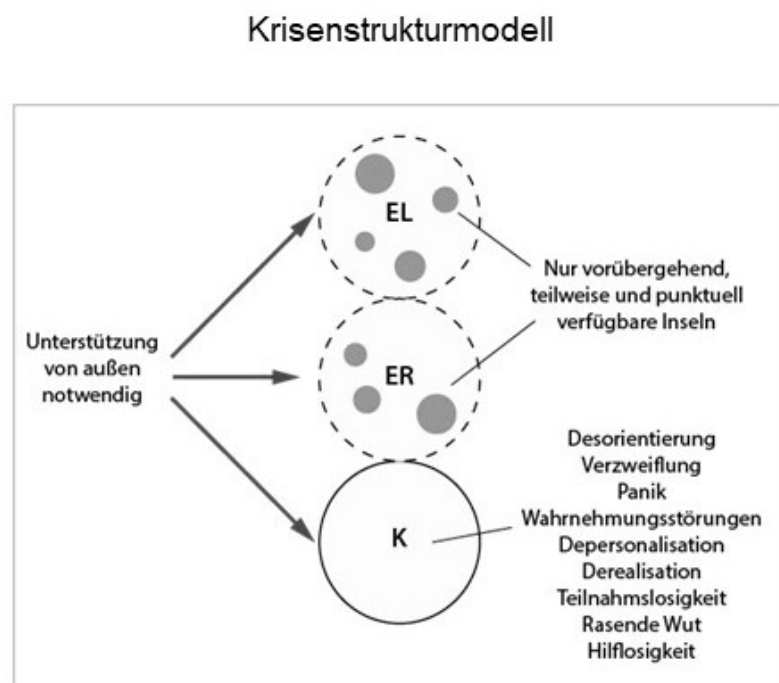 Krisenstrukturmodell
EL
Nur vorübergehend,
teilweise und punktuell
verfügbare Inseln
Unterstützung
von außen
notwendig
ER
Desorientierung
Verzweiflung
Panik
Wahrnehmungsstörungen
Depersonalisation
Derealisation
Teilnahmslosigkeit
Rasende Wut
Hilflosigkeit
K